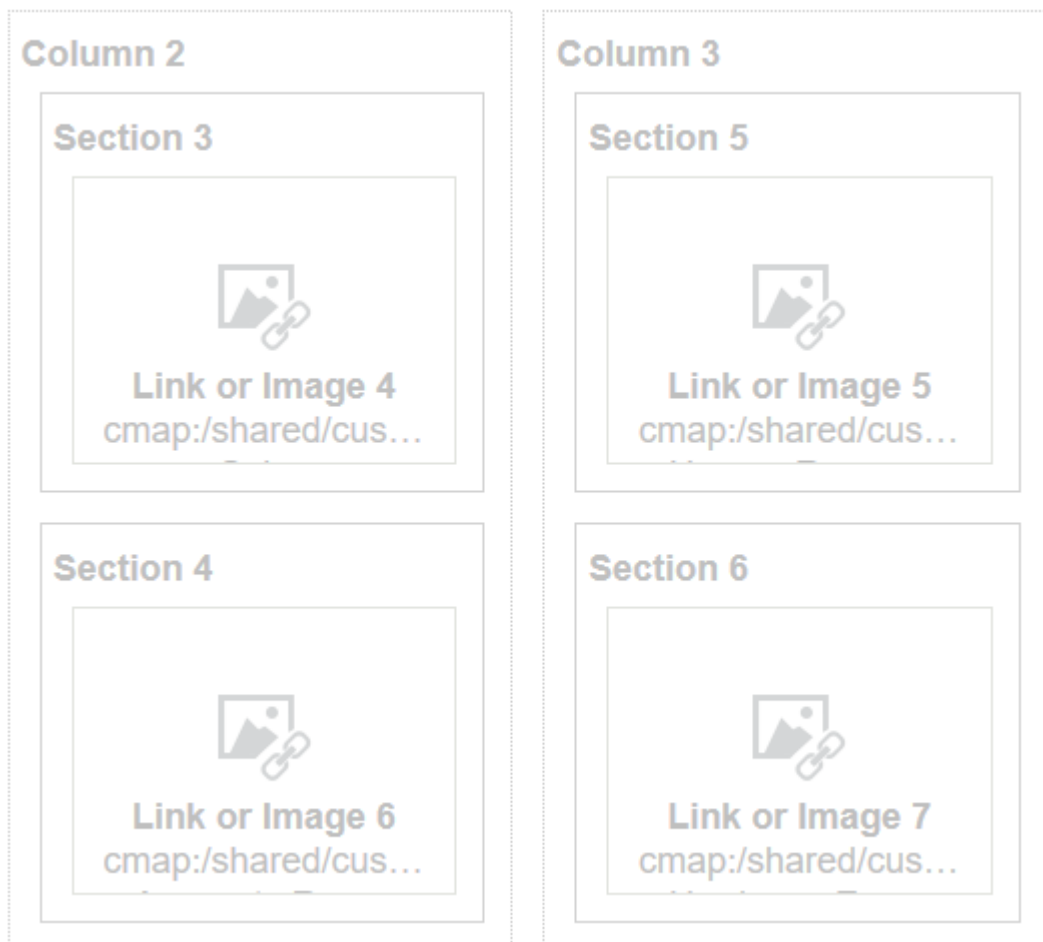 Column 2
Section 3
Link or Image 4
cmap:/shared/cus...
Section 4
Link or Image 6
cmap:/shared/cus...
Column 3
Section 5
Link or Image 5
cmap:/shared/cus...
Section 6
Link or Image 7
cmap:/shared/cus...